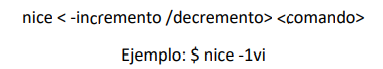 nice < -incremento /decremento> <comando>
Ejemplo: $ nice -1vi